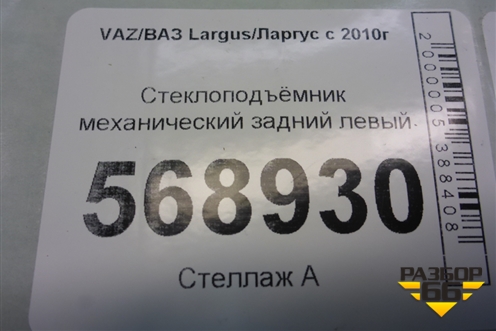 VAZ/ВАЗ Largus/Ларгус с 2010г
Стеклоподъёмник
механический задний левый
568930
Стеллаж А
2000005388408
РАЗБОР
66